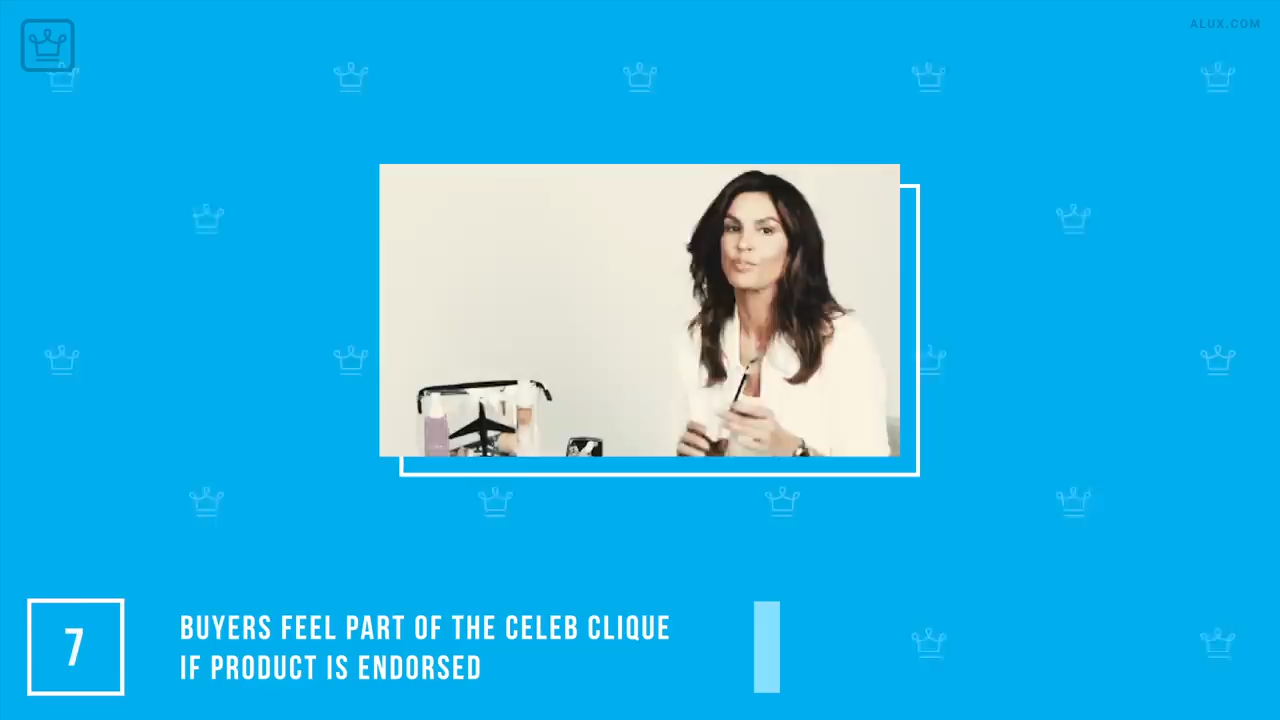 ALUX.COM
7
BUYERS FEEL PART OF THE CELEB CLIQUE
IF PRODUCT IS ENDORSED